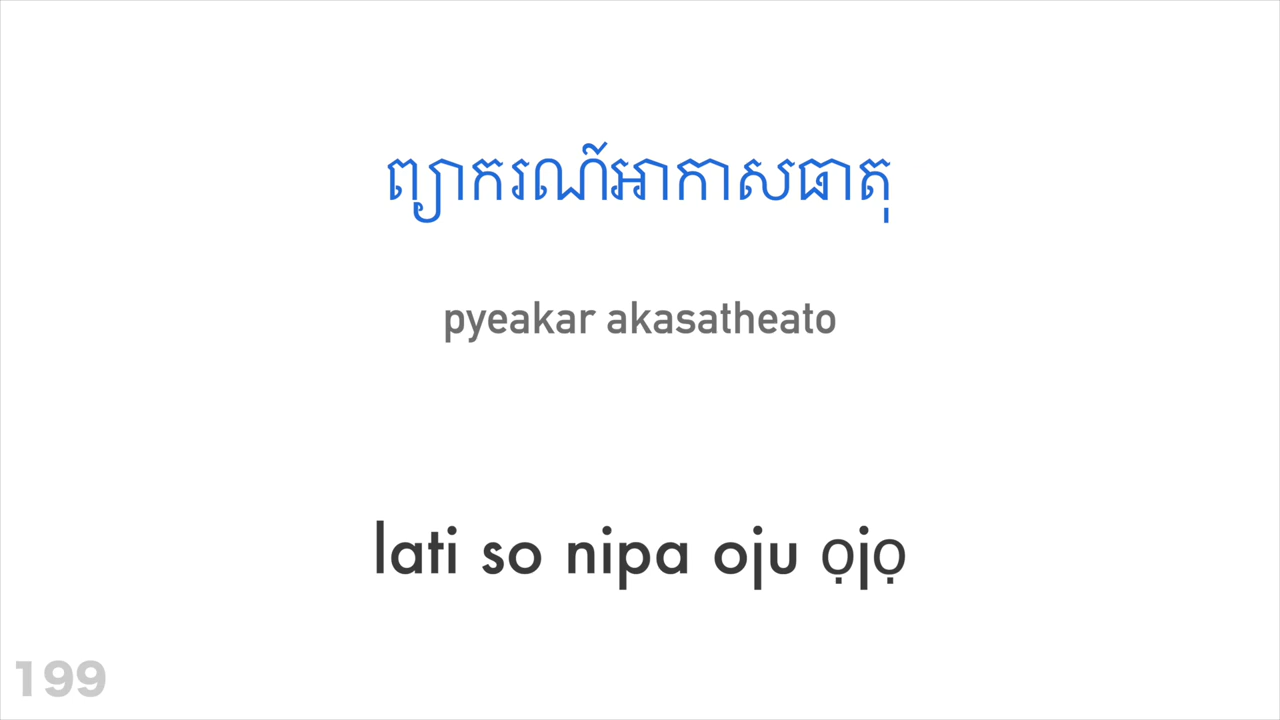 ព្យាករណ៍អាកាសធាតុ
pyeakar akasatheato
lati so nipa oju ọjọ
199